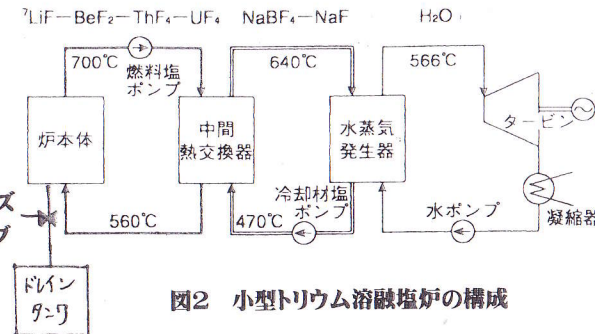 ⁷LiF－BeF₂－ThF₄－UF₄
NaBF₄－NaF
H₂O
700℃
燃料塩
ポンプ
640℃
566℃
炉本体
中間
熱交換器
水蒸気
発生器
タービン
560℃
470℃
冷却材塩
ポンプ
水ポンプ
凝縮器
ズ
ブ
ドレイン
タンク
図2 小型トリウム溶融塩炉の構成